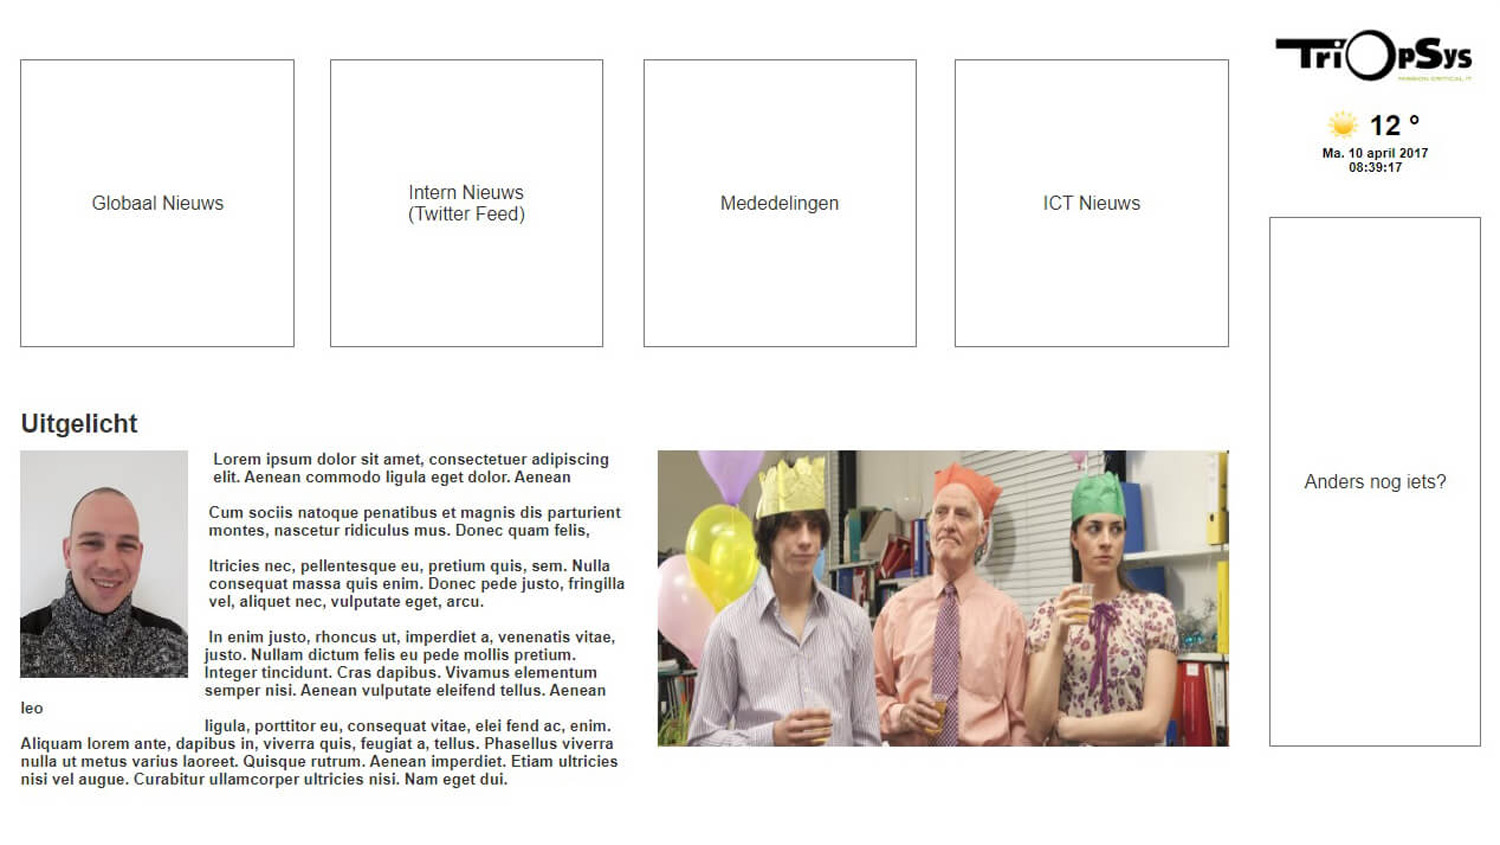 TriOpSys
MISSION CRITICAL IT
12 °
Ma. 10 april 2017
08:39:17
Globaal Nieuws
Intern Nieuws
(Twitter Feed)
Mededelingen
ICT Nieuws
Anders nog iets?
Uitgelicht
Lorem ipsum dolor sit amet, consectetuer adipiscing
elit. Aenean commodo ligula eget dolor. Aenean
Cum sociis natoque penatibus et magnis dis parturient
montes, nascetur ridiculus mus. Donec quam felis,
ltricies nec, pellentesque eu, pretium quis, sem. Nulla
consequat massa quis enim. Donec pede justo, fringilla
vel, aliquet nec, vulputate eget, arcu.
In enim justo, rhoncus ut, imperdiet a, venenatis vitae,
justo. Nullam dictum felis eu pede mollis pretium.
Integer tincidunt. Cras dapibus. Vivamus elementum
semper nisi. Aenean vulputate eleifend tellus. Aenean
leo
ligula, porttitor eu, consequat vitae, elei fend ac, enim.
Aliquam lorem ante, dapibus in, viverra quis, feugiat a, tellus. Phasellus viverra
nulla ut metus varius laoreet. Quisque rutrum. Aenean imperdiet. Etiam ultricies
nisi vel augue. Curabitur ullamcorper ultricies nisi. Nam eget dui.